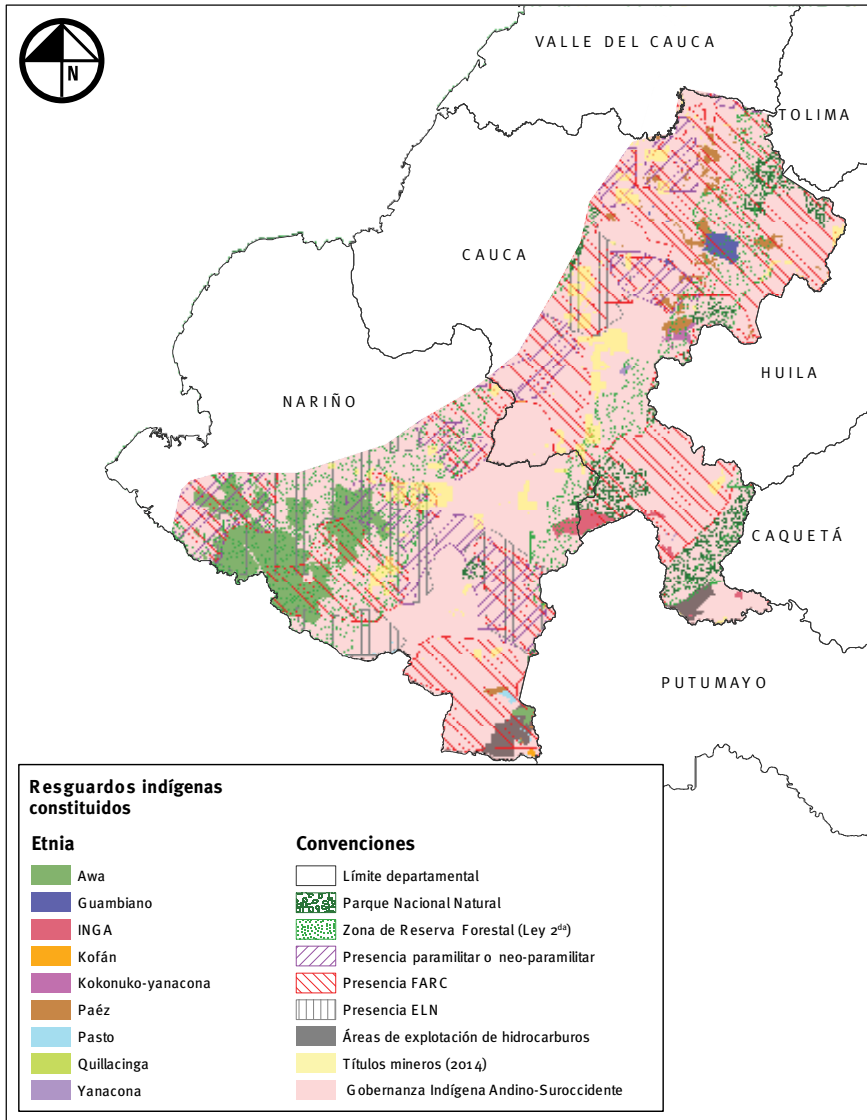 N
VALLE DEL CAUCA
TOLIMA
CAUCA
HUILA
NARIÑO
CAQUETÁ
PUTUMAYO
Resguardos indígenas
constituidos
Etnia
Awa
Guambiano
INGA
Kofán
Kokonuko-yanacona
Paéz
Pasto
Quillacinga
Yanacona
Convenciones
Límite departamental
Parque Nacional Natural
Zona de Reserva Forestal (Ley 2da)
Presencia paramilitar o neo-paramilitar
Presencia FARC
Presencia ELN
Áreas de explotación de hidrocarburos
Títulos mineros (2014)
Gobernanza Indígena Andino-Suroccidente